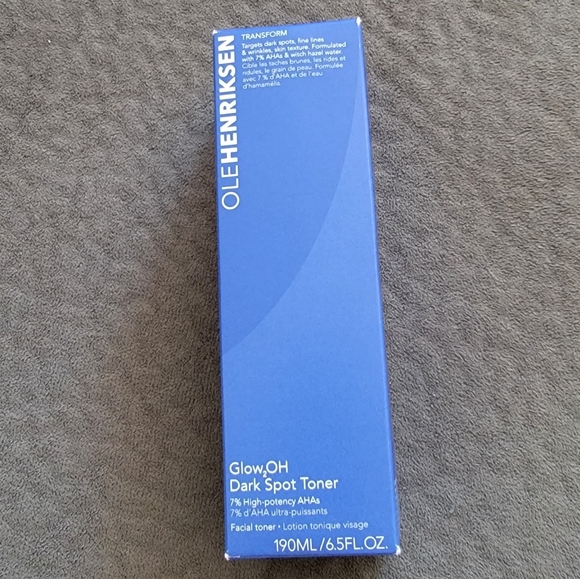 OLEHENRIKSEN
TRANSFORM
Targets dark spots, fine lines
& wrinkles, skin texture. Formulated
with 7% AHAs & witch hazel water.
Cible les taches brunes, les rides et
ridules, le grain de peau. Formulée
avec 7 % d'AHA et de l'eau
d'hamamélis.
Glow₂OH
Dark Spot Toner
7% High-potency AHAs
7% d'AHA ultra-puissants
Facial toner • Lotion tonique visage
190ML/6.5FL.OZ.